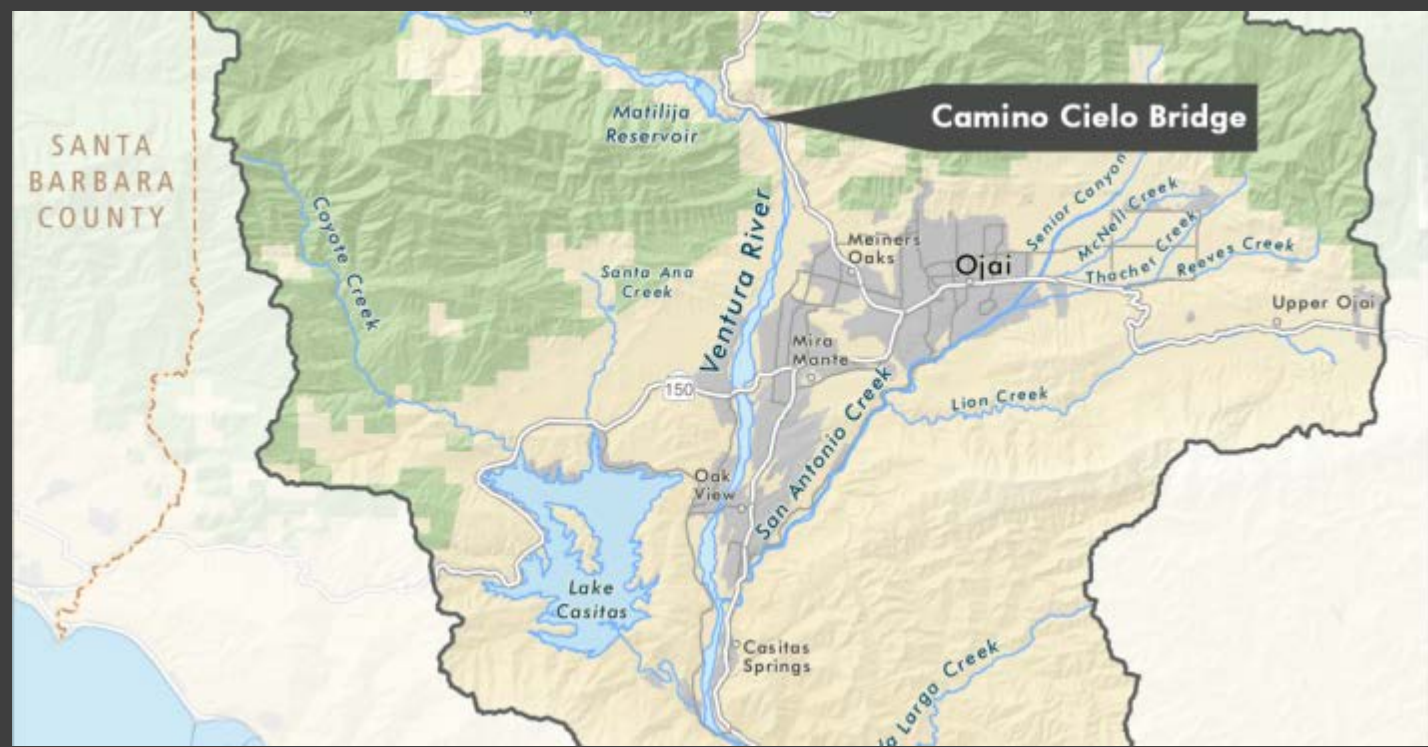 Matilija
Reservoir
Camino Cielo Bridge
SANTA
BARBARA
COUNTY
Coyote Creek
Santa Ana
Creek
Ventura River
Meiners
Oaks
Ojai
Senior Canyon
McNell Creek
Thacher Creek
Reeves Creek
Upper Ojai
Mira
Mante
150
Lion Creek
San Antonio Creek
Oak
View
Lake
Casitas
Casitas
Springs
Larga Creek